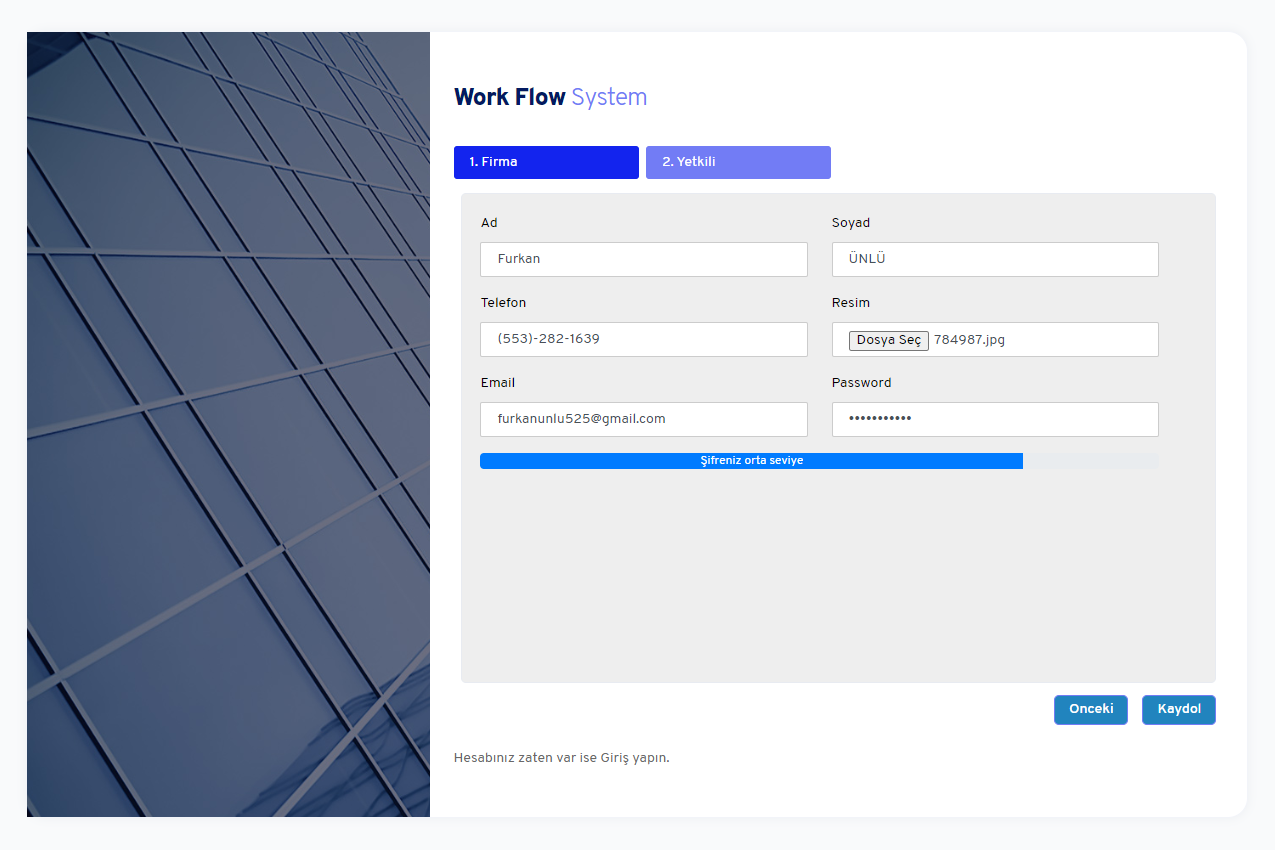 Work Flow System
1. Firma 2. Yetkili
Ad Soyad
Furkan ÜNLÜ
Telefon Resim
(553)-282-1639 Dosya Seç 784987.jpg
Email Password
furkanunlu525@gmail.com •••••••••••
Şifreniz orta seviye
Onceki Kaydol
Hesabınız zaten var ise Giriş yapın.